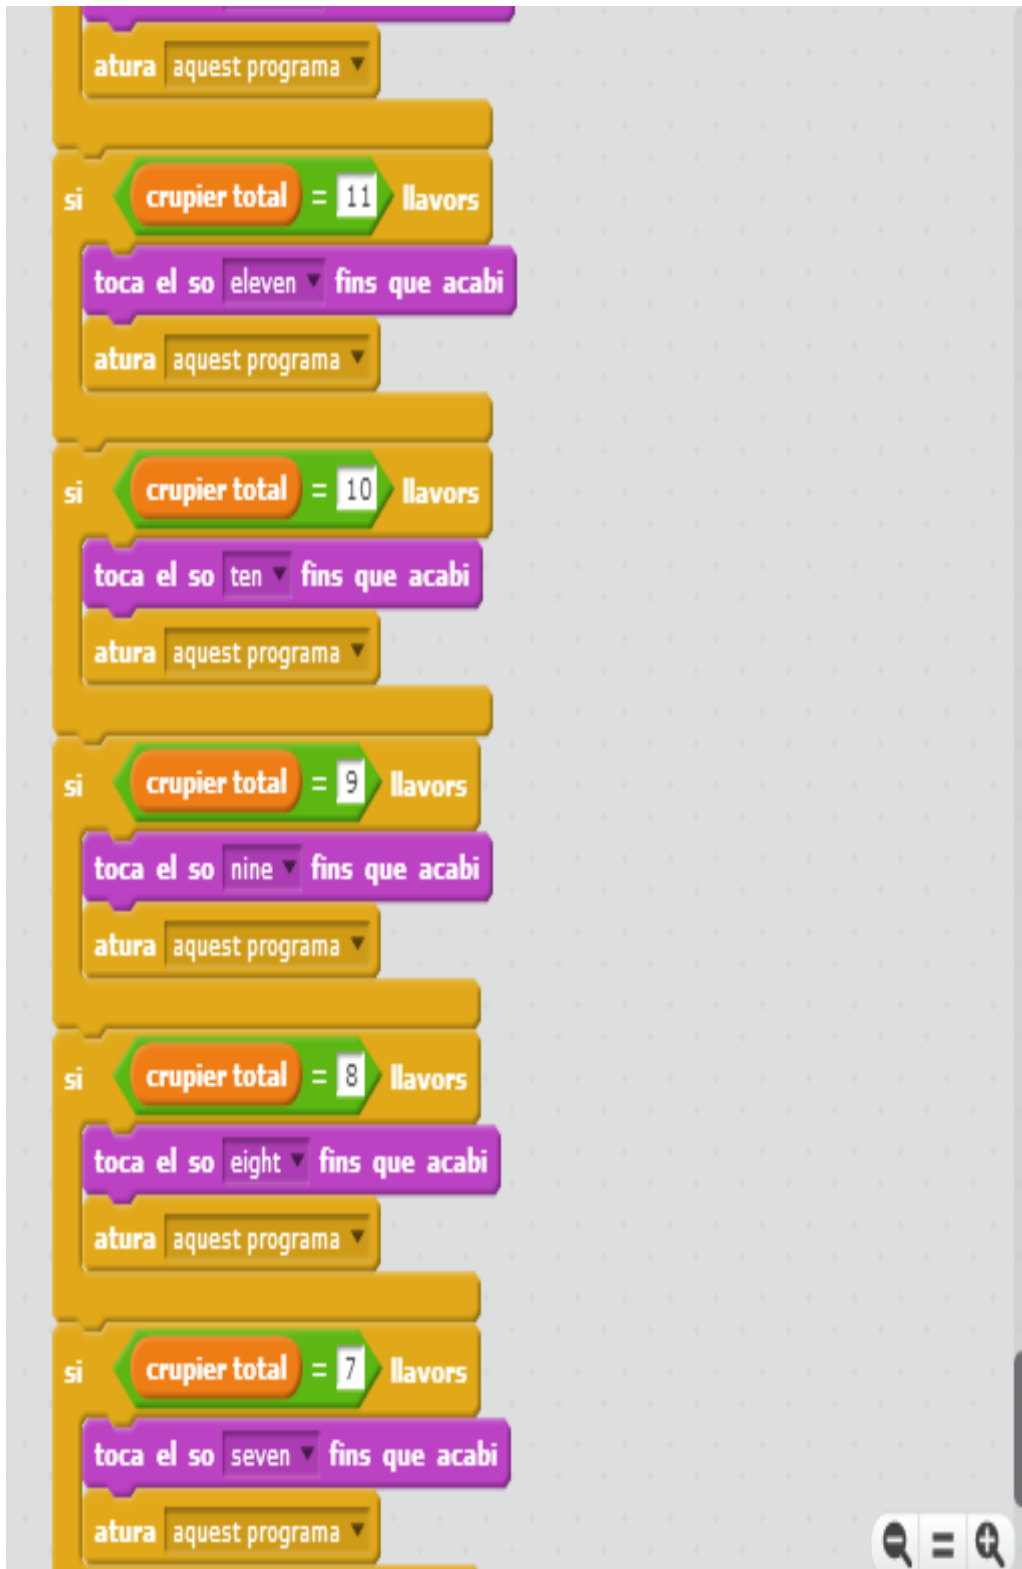 atura aquest programa
si crupier total = 11 llavors
toca el so eleven fins que acabi
atura aquest programa
si crupier total = 10 llavors
toca el so ten fins que acabi
atura aquest programa
si crupier total = 9 llavors
toca el so nine fins que acabi
atura aquest programa
si crupier total = 8 llavors
toca el so eight fins que acabi
atura aquest programa
si crupier total = 7 llavors
toca el so seven fins que acabi
atura aquest programa